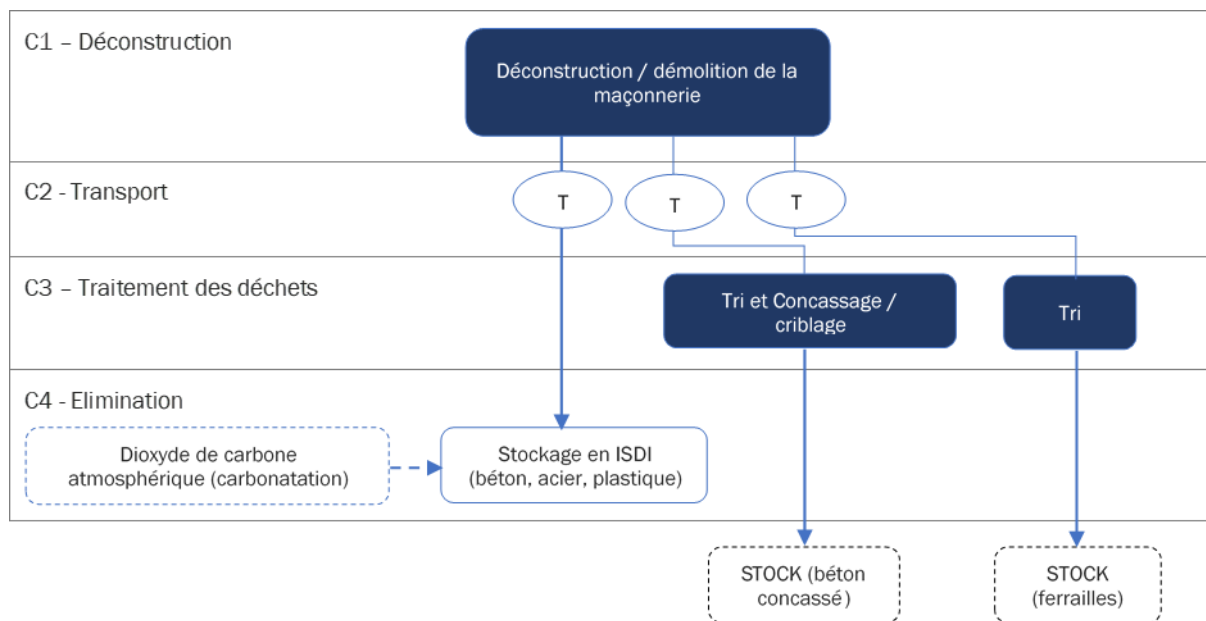 C1 – Déconstruction
Déconstruction / démolition de la
maçonnerie
C2 - Transport
T
T
T
C3 – Traitement des déchets
Tri et Concassage /
criblage
Tri
C4 - Elimination
Dioxyde de carbone
atmosphérique (carbonatation)
Stockage en ISDI
(béton, acier, plastique)
STOCK (béton
concassé)
STOCK
(ferrailles)